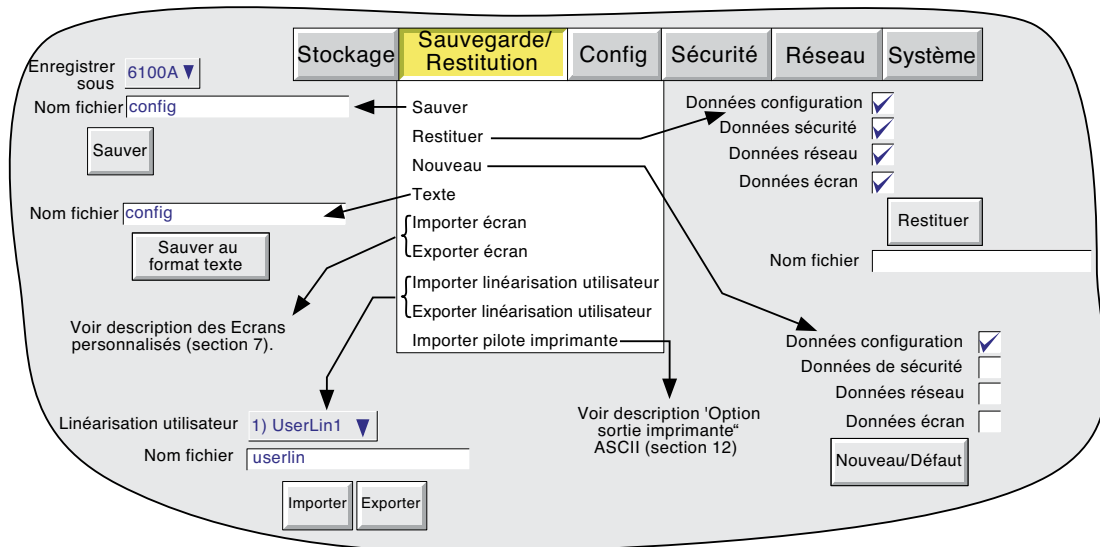 Stockage
Sauvegarde/
Restitution
Config
Sécurité
Réseau
Système
Enregistrer
sous
6100A
Nom fichier
config
Sauver
Nom fichier
config
Sauver au
format texte
Voir description des Ecrans
personnalisés (section 7).
Linéarisation utilisateur
1) UserLin1
Nom fichier
userlin
Importer
Exporter
Sauver
Restituer
Nouveau
Texte
Importer écran
Exporter écran
Importer linéarisation utilisateur
Exporter linéarisation utilisateur
Importer pilote imprimante
Voir description 'Option
sortie imprimante“
ASCII (section 12)
Données configuration
Données sécurité
Données réseau
Données écran
Restituer
Nom fichier
Données configuration
Données de sécurité
Données réseau
Données écran
Nouveau/Défaut